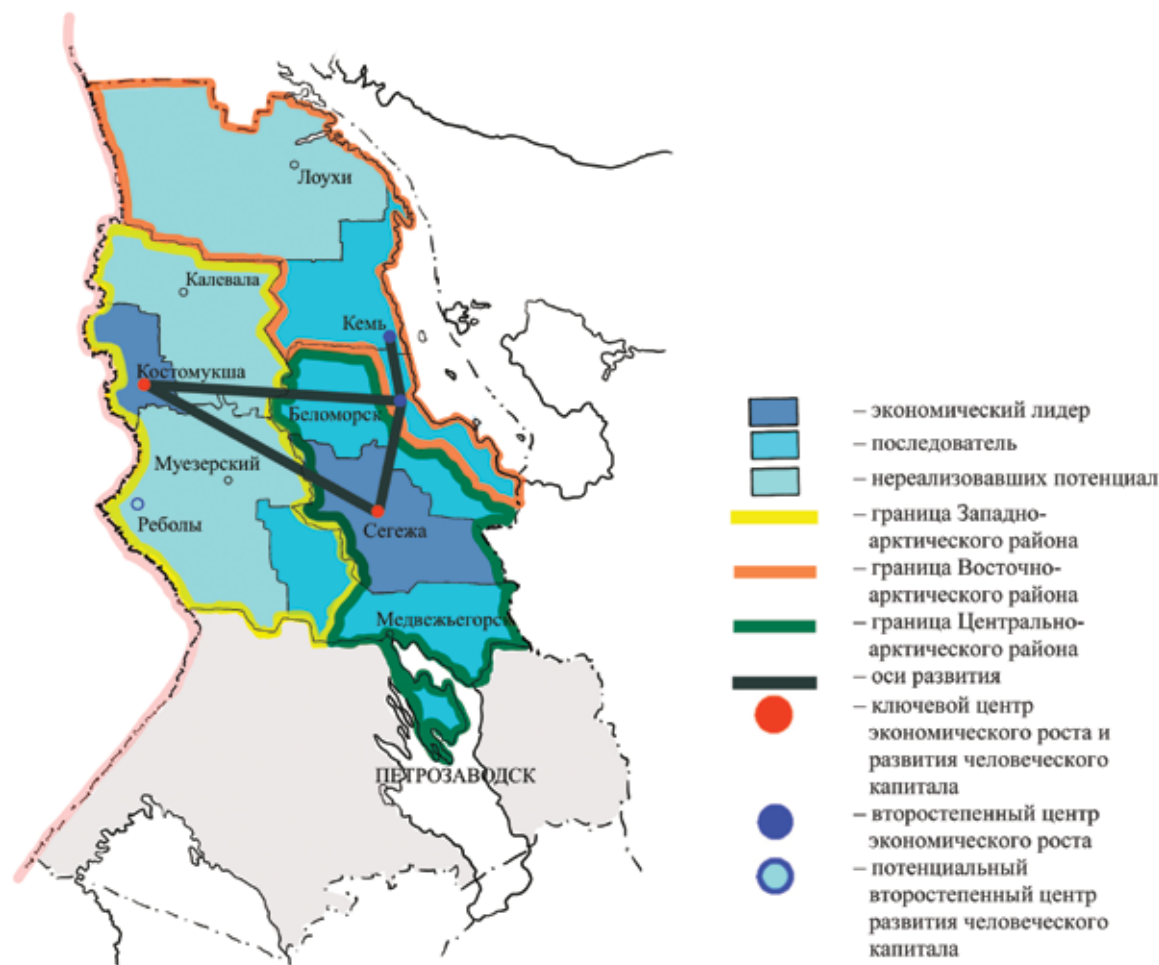 Лоухи
Калевала
Кемь
Костомукша
Беломорск
Муезерский
Реболы
Сегежа
Медвежьегорск
ПЕТРОЗАВОДСК
– экономический лидер
– последователь
– нереализовавших потенциал
– граница Западно-
арктического района
– граница Восточно-
арктического района
– граница Центрально-
арктического района
– оси развития
– ключевой центр
экономического роста и
развития человеческого
капитала
– второстепенный центр
экономического роста
– потенциальный
второстепенный центр
развития человеческого
капитала